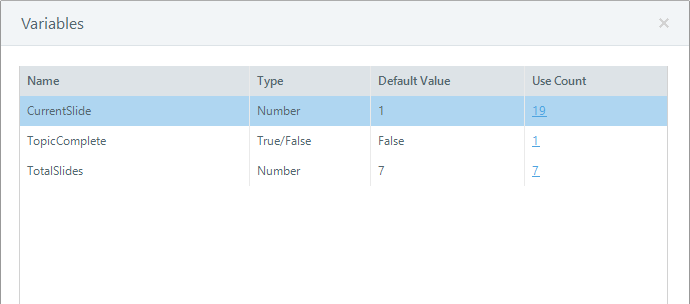 Variables
Name Type Default Value Use Count
CurrentSlide Number 1 19
TopicComplete True/False False 1
TotalSlides Number 7 7